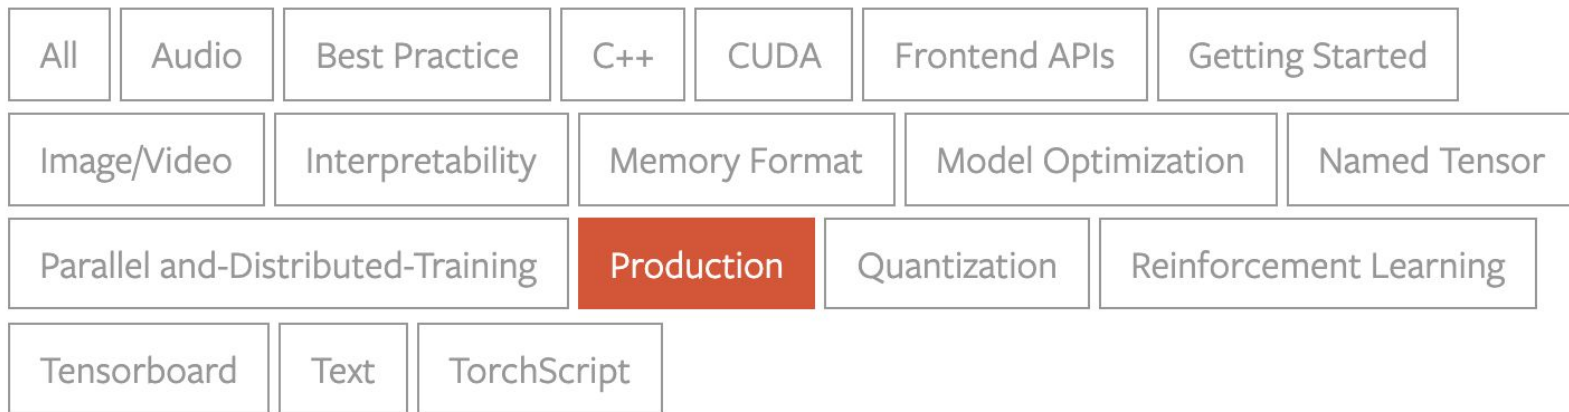 All Audio Best Practice C++ CUDA Frontend APIs Getting Started
Image/Video Interpretability Memory Format Model Optimization Named Tensor
Parallel and-Distributed-Training Production Quantization Reinforcement Learning
Tensorboard Text TorchScript